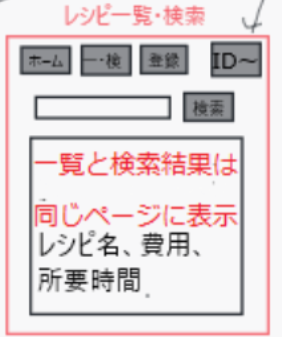 レシピ一覧・検索
ホーム 一・検 登録 ID～
検索
一覧と検索結果は
同じページに表示
レシピ名、費用、
所要時間